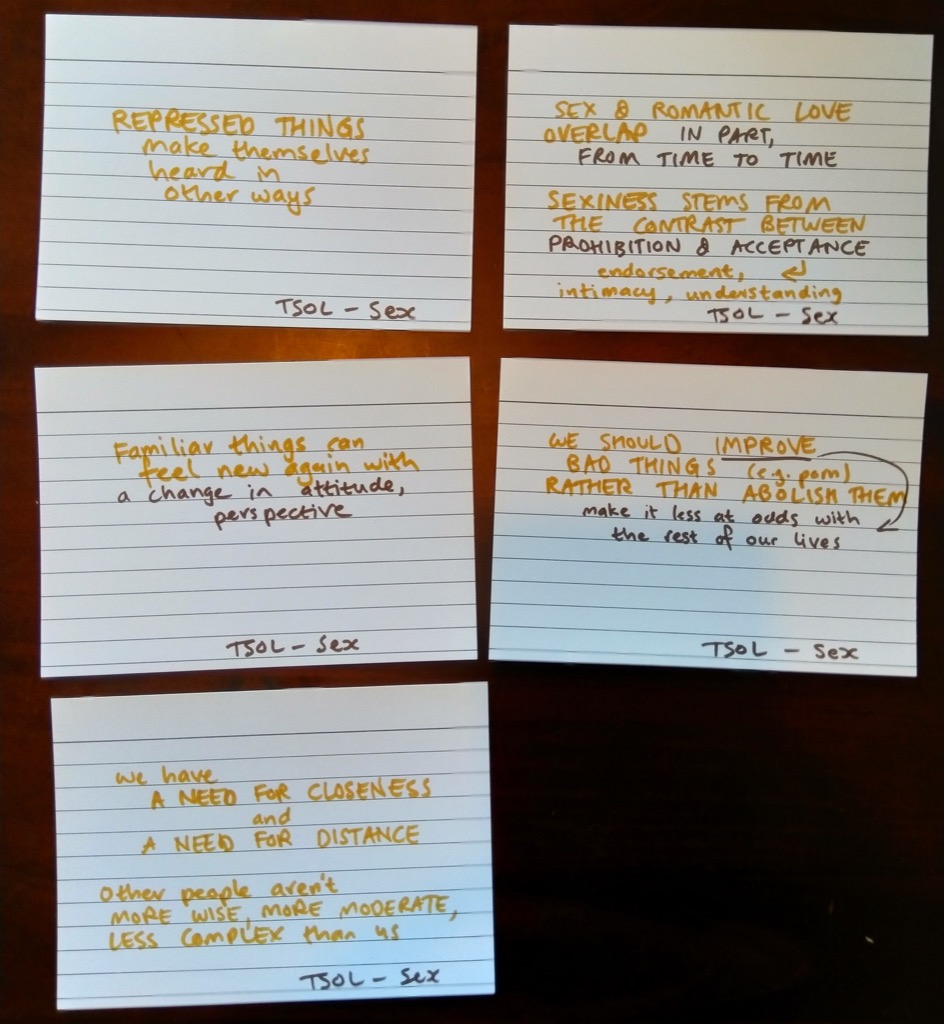 REPRESSED THINGS
make themselves
heard in
other ways
TSOL - Sex
SEX & ROMANTIC LOVE
OVERLAP IN PART,
FROM TIME TO TIME
SEXINESS STEMS FROM
THE CONTRAST BETWEEN
PROHIBITION & ACCEPTANCE
endorsement, ↲
intimacy, understanding
TSOL - Sex
Familiar things can
feel new again with
a change in attitude,
perspective
TSOL - Sex
WE SHOULD IMPROVE
BAD THINGS (e.g. porn)
RATHER THAN ABOLISH THEM
make it less at odds with
the rest of our lives
TSOL - Sex
we have
A NEED FOR CLOSENESS
and
A NEED FOR DISTANCE
Other people aren't
MORE WISE, MORE MODERATE,
LESS COMPLEX than us
TSOL - Sex